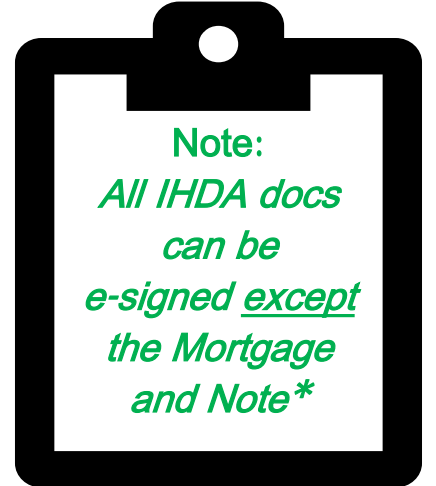 Note:
All IHDA docs
can be
e-signed except
the Mortgage
and Note*